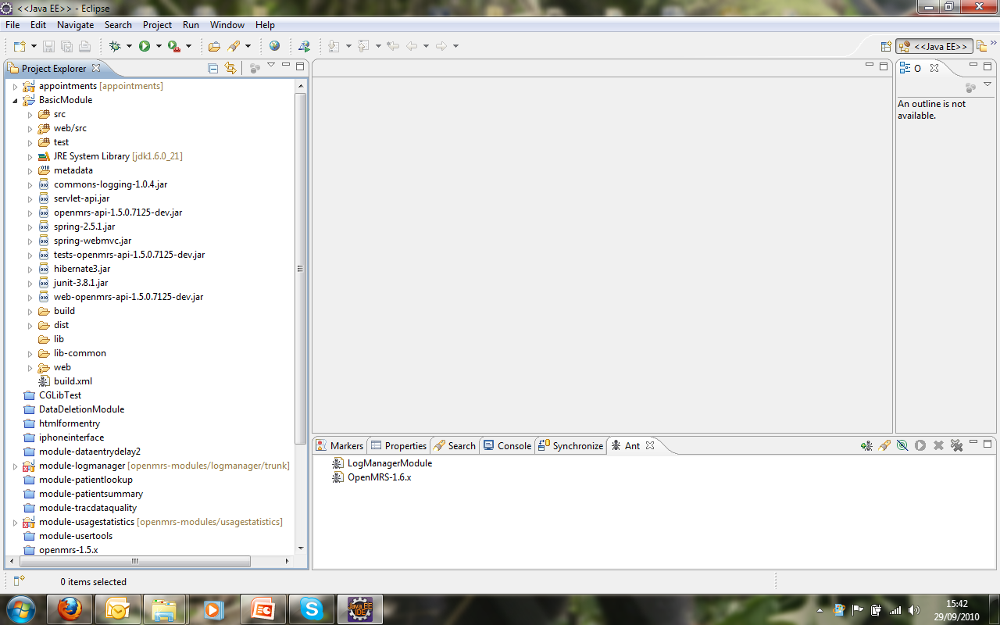 <<Java EE>> - Eclipse
File Edit Navigate Search Project Run Window Help
<<Java EE>>
Project Explorer
O
appointments [appointments]
BasicModule
src
web/src
test
JRE System Library [jdk1.6.0_21]
metadata
commons-logging-1.0.4.jar
servlet-api.jar
openmrs-api-1.5.0.7125-dev.jar
spring-2.5.1.jar
spring-webmvc.jar
tests-openmrs-api-1.5.0.7125-dev.jar
hibernate3.jar
junit-3.8.1.jar
web-openmrs-api-1.5.0.7125-dev.jar
build
dist
lib
lib-common
web
build.xml
CGLibTest
DataDeletionModule
htmlformentry
iphoneinterface
module-dataentrydelay2
module-logmanager [openmrs-modules/logmanager/trunk]
module-patientlookup
module-patientsummary
module-tracdataquality
module-usagestatistics [openmrs-modules/usagestatistics]
module-usertools
openmrs-1.5.x
An outline is not
available.
Markers Properties Search Console Synchronize Ant
LogManagerModule
OpenMRS-1.6.x
0 items selected
Java EE
IDE
15:42
29/09/2010